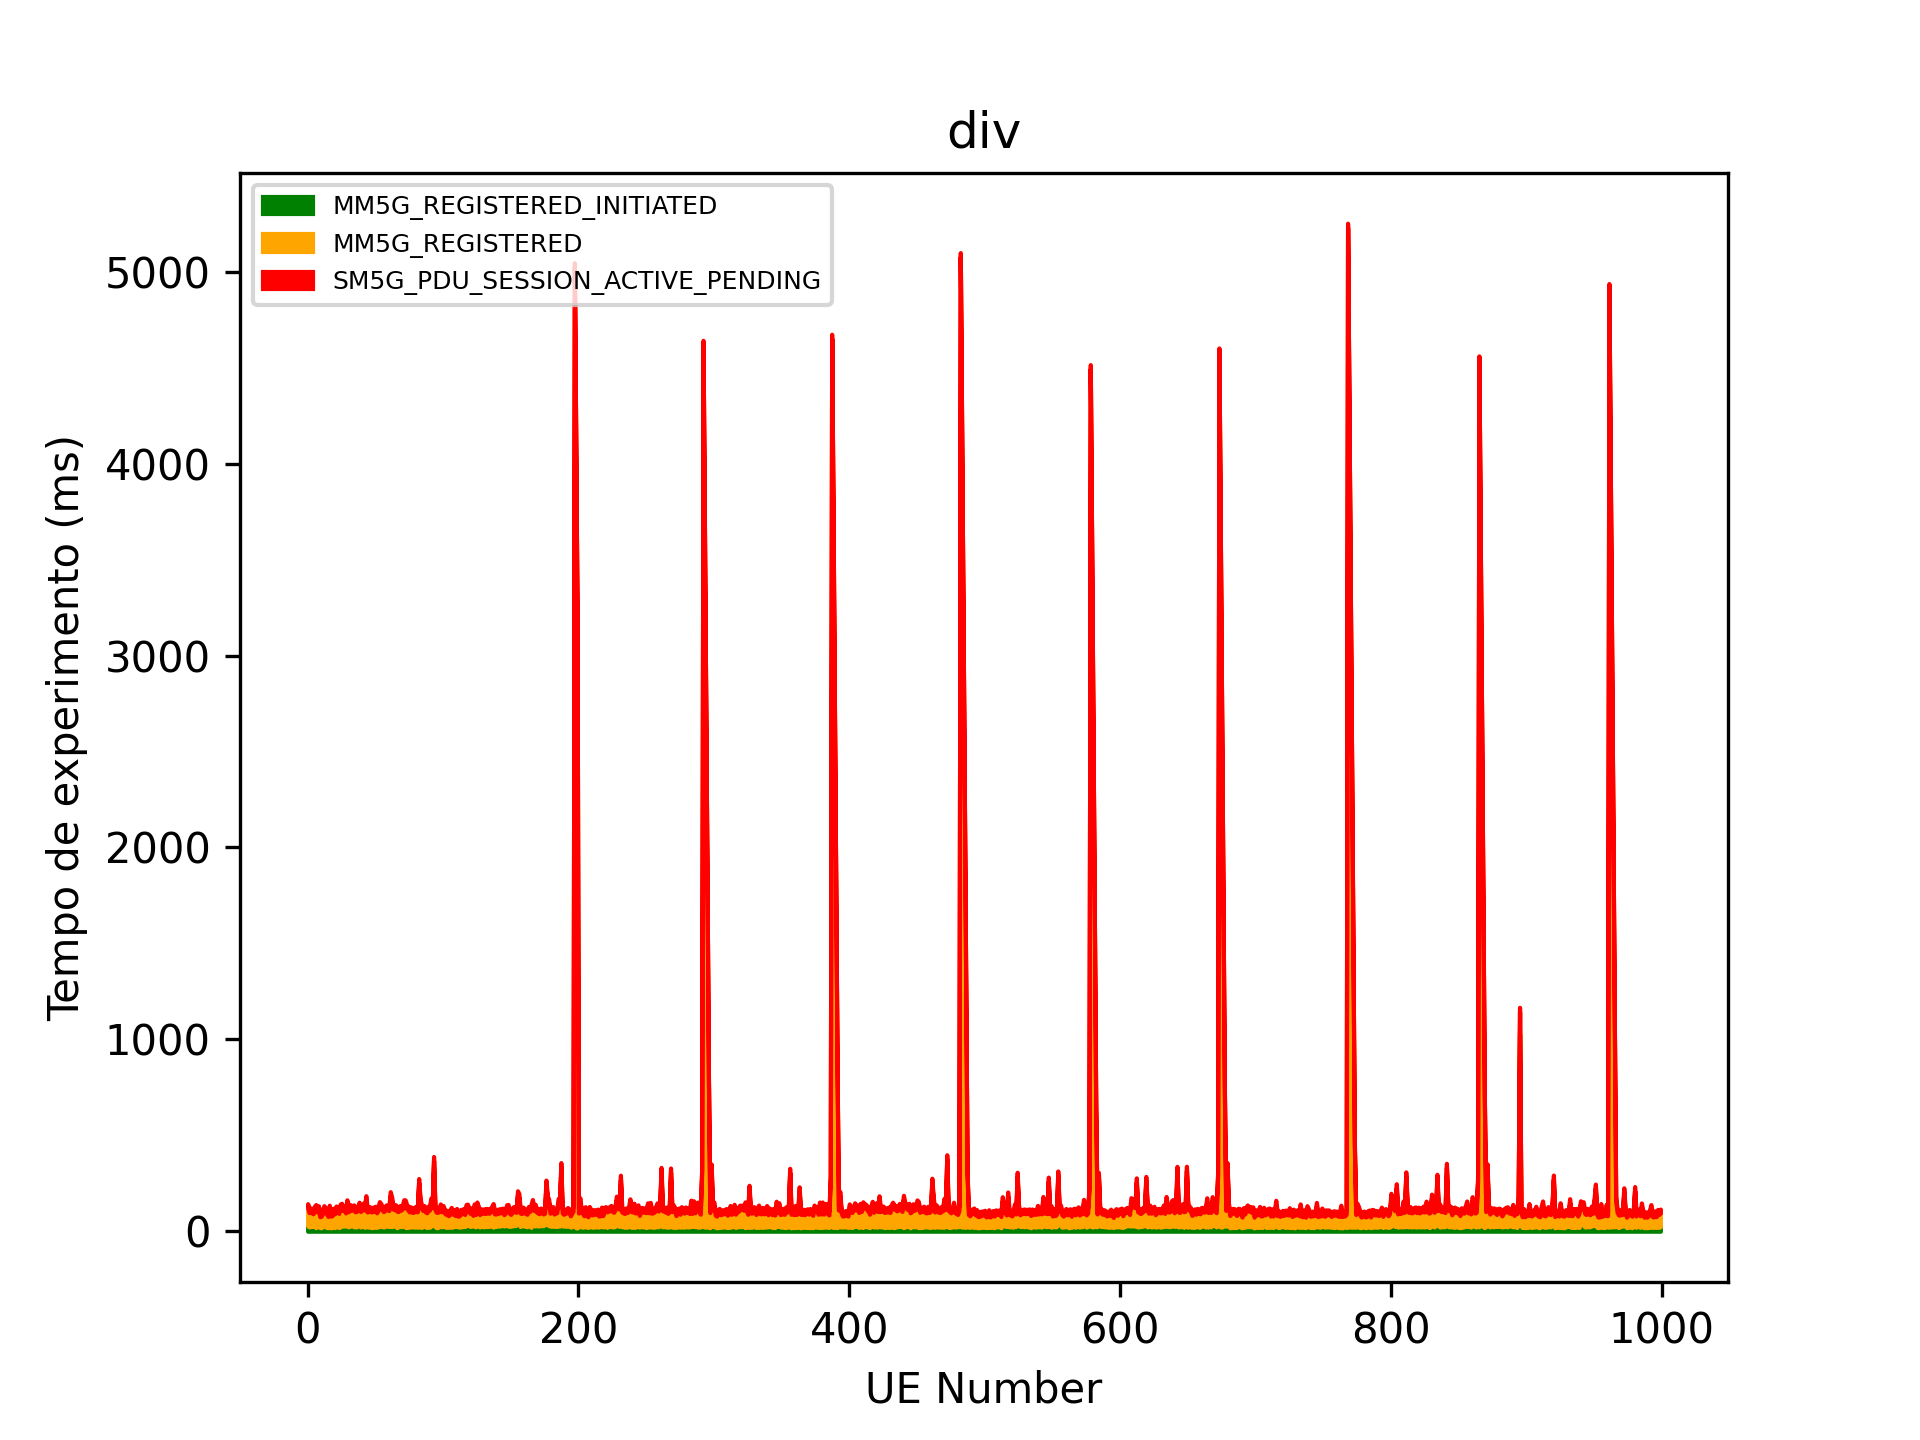 div
MM5G_REGISTERED_INITIATED
MM5G_REGISTERED
SM5G_PDU_SESSION_ACTIVE_PENDING
Tempo de experimento (ms)
5000
4000
3000
2000
1000
0
0 200 400 600 800 1000
UE Number